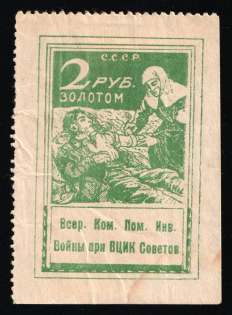 С.С.С.Р.
2 РУБ.
ЗОЛОТОМ
Всер. Ком. Пом. Инв.
Войны при ВЦИК Советов